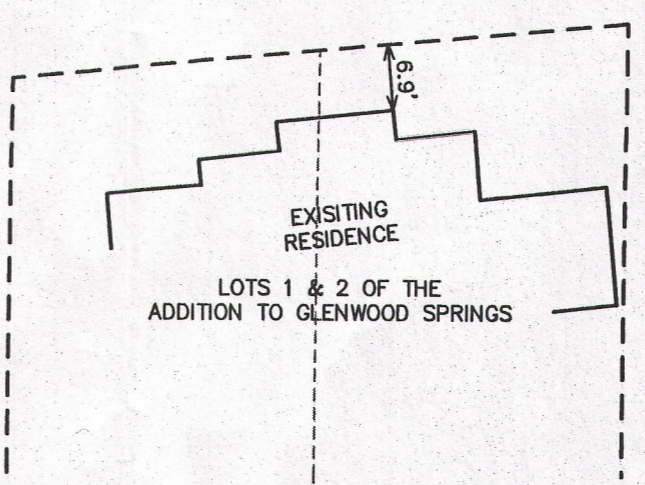 6.9'
EXISITING
RESIDENCE
LOTS 1 & 2 OF THE
ADDITION TO GLENWOOD SPRINGS